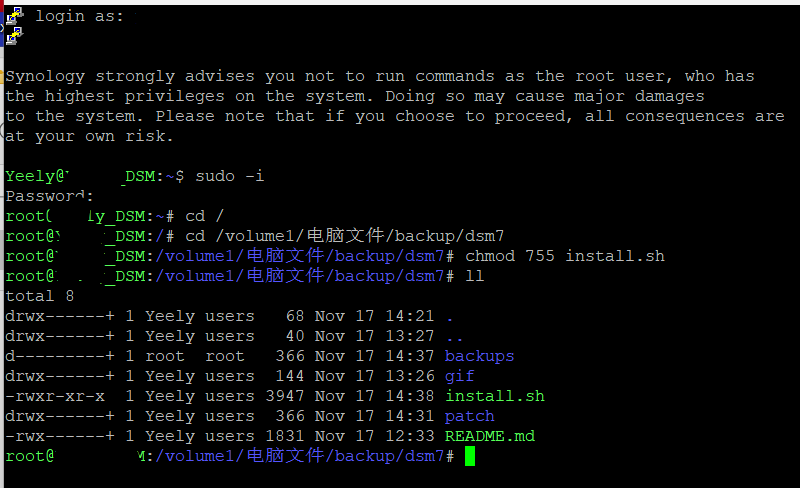 login as:
Synology strongly advises you not to run commands as the root user, who has
the highest privileges on the system. Doing so may cause major damages
to the system. Please note that if you choose to proceed, all consequences are
at your own risk.
Yeely@ _DSM:~$ sudo -i
Password:
root y_DSM:~# cd /
root@ _DSM:/# cd /volume1/电脑文件/backup/dsm7
root@ _DSM:/volume1/电脑文件/backup/dsm7# chmod 755 install.sh
root@ _DSM:/volume1/电脑文件/backup/dsm7# ll
total 8
drwx------+ 1 Yeely users 68 Nov 17 14:21 .
drwx------+ 1 Yeely users 40 Nov 17 13:27 ..
d---------+ 1 root root 366 Nov 17 14:37 backups
drwx------+ 1 Yeely users 144 Nov 17 13:26 gif
-rwxr-xr-x 1 Yeely users 3947 Nov 17 14:38 install.sh
drwx------+ 1 Yeely users 366 Nov 17 14:31 patch
-rwx------+ 1 Yeely users 1831 Nov 17 12:33 README.md
root@ M:/volume1/电脑文件/backup/dsm7#